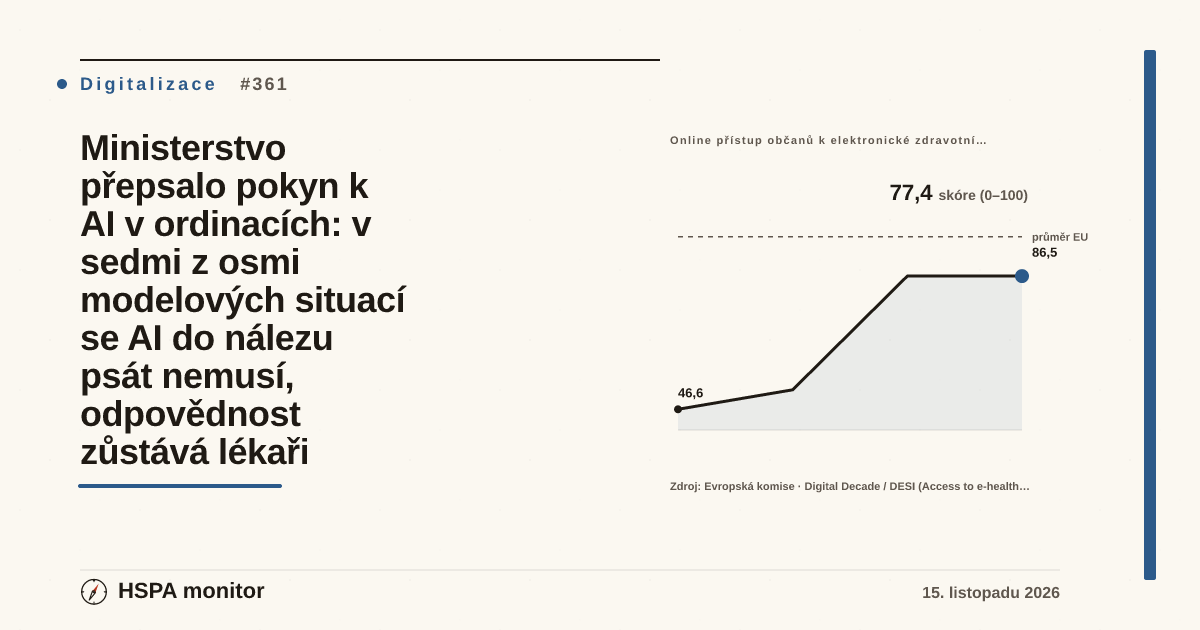 Digitalizace #361
Ministerstvo
přepsalo pokyn k
AI v ordinacích: v
sedmi z osmi
modelových situací
se AI do nálezu
psát nemusí,
odpovědnost
zůstává lékaři
Online přístup občanů k elektronické zdravotní…
77,4 skóre (0–100)
průměr EU
86,5
46,6
Zdroj: Evropská komise · Digital Decade / DESI (Access to e-health…
HSPA monitor
15. listopadu 2026